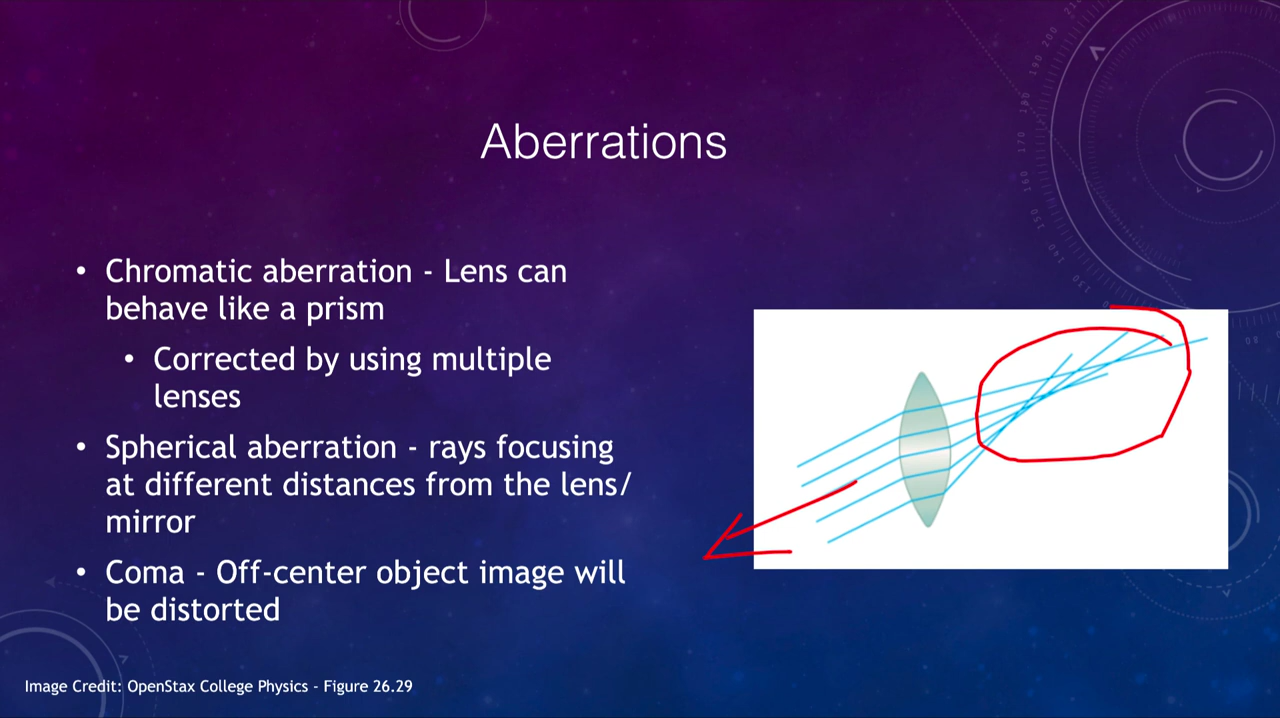 Aberrations
• Chromatic aberration - Lens can
behave like a prism
• Corrected by using multiple
lenses
• Spherical aberration - rays focusing
at different distances from the lens/
mirror
• Coma - Off-center object image will
be distorted
Image Credit: OpenStax College Physics - Figure 26.29